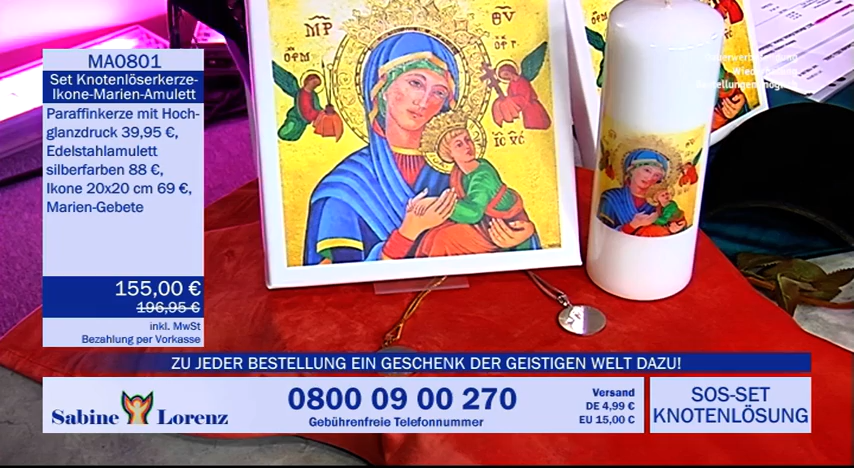 MA0801
Set Knotenlöserkerze-
Ikone-Marien-Amulett
Paraffinkerze mit Hoch-
glanzdruck 39,95 €,
Edelstahlamulett
silberfarben 88 €,
Ikone 20x20 cm 69 €,
Marien-Gebete
155,00 €
196,95 €
inkl. MwSt
Bezahlung per Vorkasse
ZU JEDER BESTELLUNG EIN GESCHENK DER GEISTIGEN WELT DAZU!
Sabine Lorenz
0800 09 00 270
Gebührenfreie Telefonnummer
Versand
DE 4,99 €
EU 15,00 €
SOS-SET
KNOTENLÖSUNG